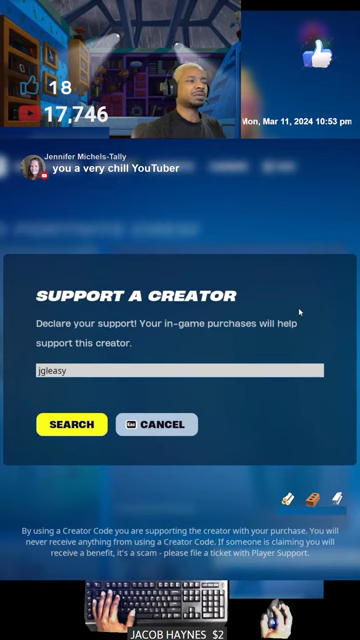 18
17,746
Mon, Mar 11, 2024 10:53 pm
Jennifer Michels-Tally
you a very chill YouTuber
SUPPORT A CREATOR
Declare your support! Your in-game purchases will help
support this creator.
jgleasy
SEARCH
Esc CANCEL
By using a Creator Code you are supporting the creator with your purchase. You will
never receive anything from using a Creator Code. If someone is claiming you will
receive a benefit, it's a scam - please file a ticket with Player Support.
JACOB HAYNES $2